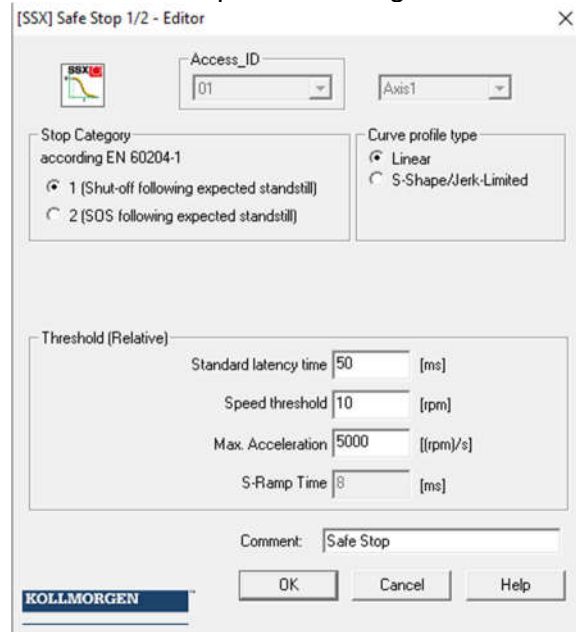 [SSX] Safe Stop 1/2 - Editor
SSX
Access_ID
01
Axis1
Stop Category
according EN 60204-1
1 (Shut-off following expected standstill)
2 (SOS following expected standstill)
Curve profile type
Linear
S-Shape/Jerk-Limited
Threshold (Relative)
Standard latency time 50 [ms]
Speed threshold 10 [rpm]
Max. Acceleration 5000 [(rpm)/s]
S-Ramp Time 8 [ms]
Comment: Safe Stop
OK Cancel Help
KOLLMORGEN